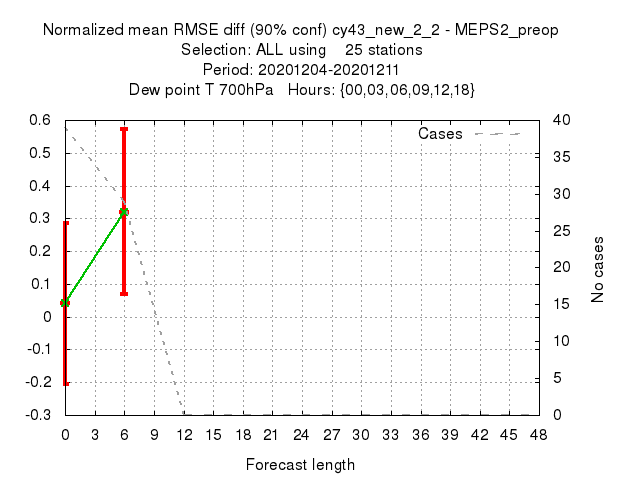 Normalized mean RMSE diff (90% conf) cy43_new_2_2 - MEPS2_preop
Selection: ALL using    25 stations
Period: 20201204-20201211
Dew point T 700hPa   Hours: {00,03,06,09,12,18}
Cases
0.6
0.5
0.4
0.3
0.2
0.1
0
-0.1
-0.2
-0.3
40
35
30
25
20
15
10
5
0
No cases
0 3 6 9 12 15 18 21 24 27 30 33 36 39 42 45 48
Forecast length